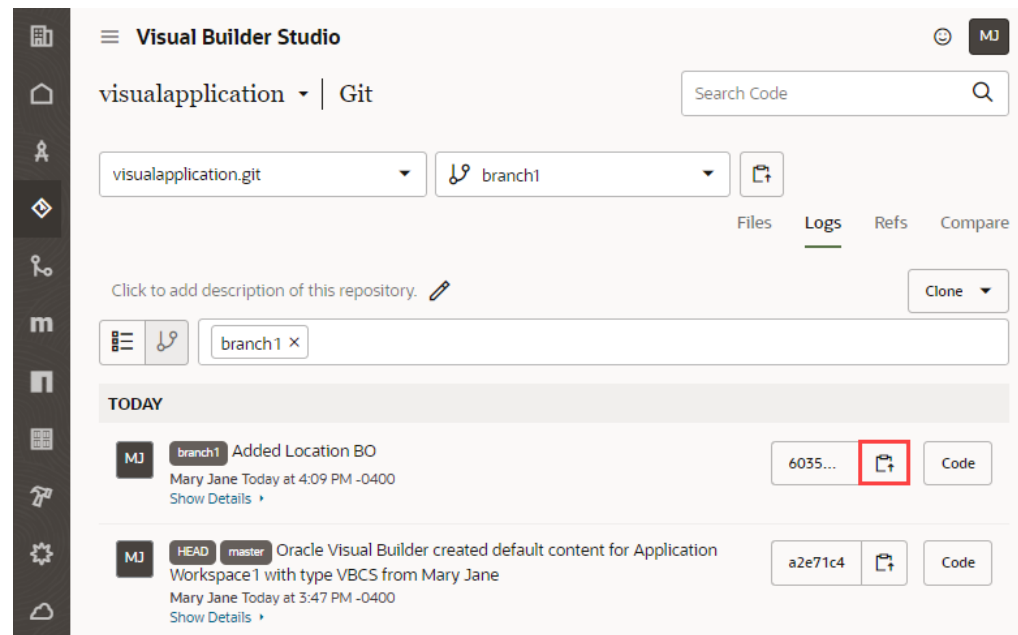 Visual Builder Studio
MJ
visualapplication | Git
Search Code
visualapplication.git
branch1
Files Logs Refs Compare
Click to add description of this repository.
Clone
m
branch1 ×
TODAY
MJ
branch1 Added Location BO
Mary Jane Today at 4:09 PM -0400
Show Details
6035...
Code
MJ
HEAD master Oracle Visual Builder created default content for Application
Workspace1 with type VBCS from Mary Jane
Mary Jane Today at 3:47 PM -0400
Show Details
a2e71c4
Code